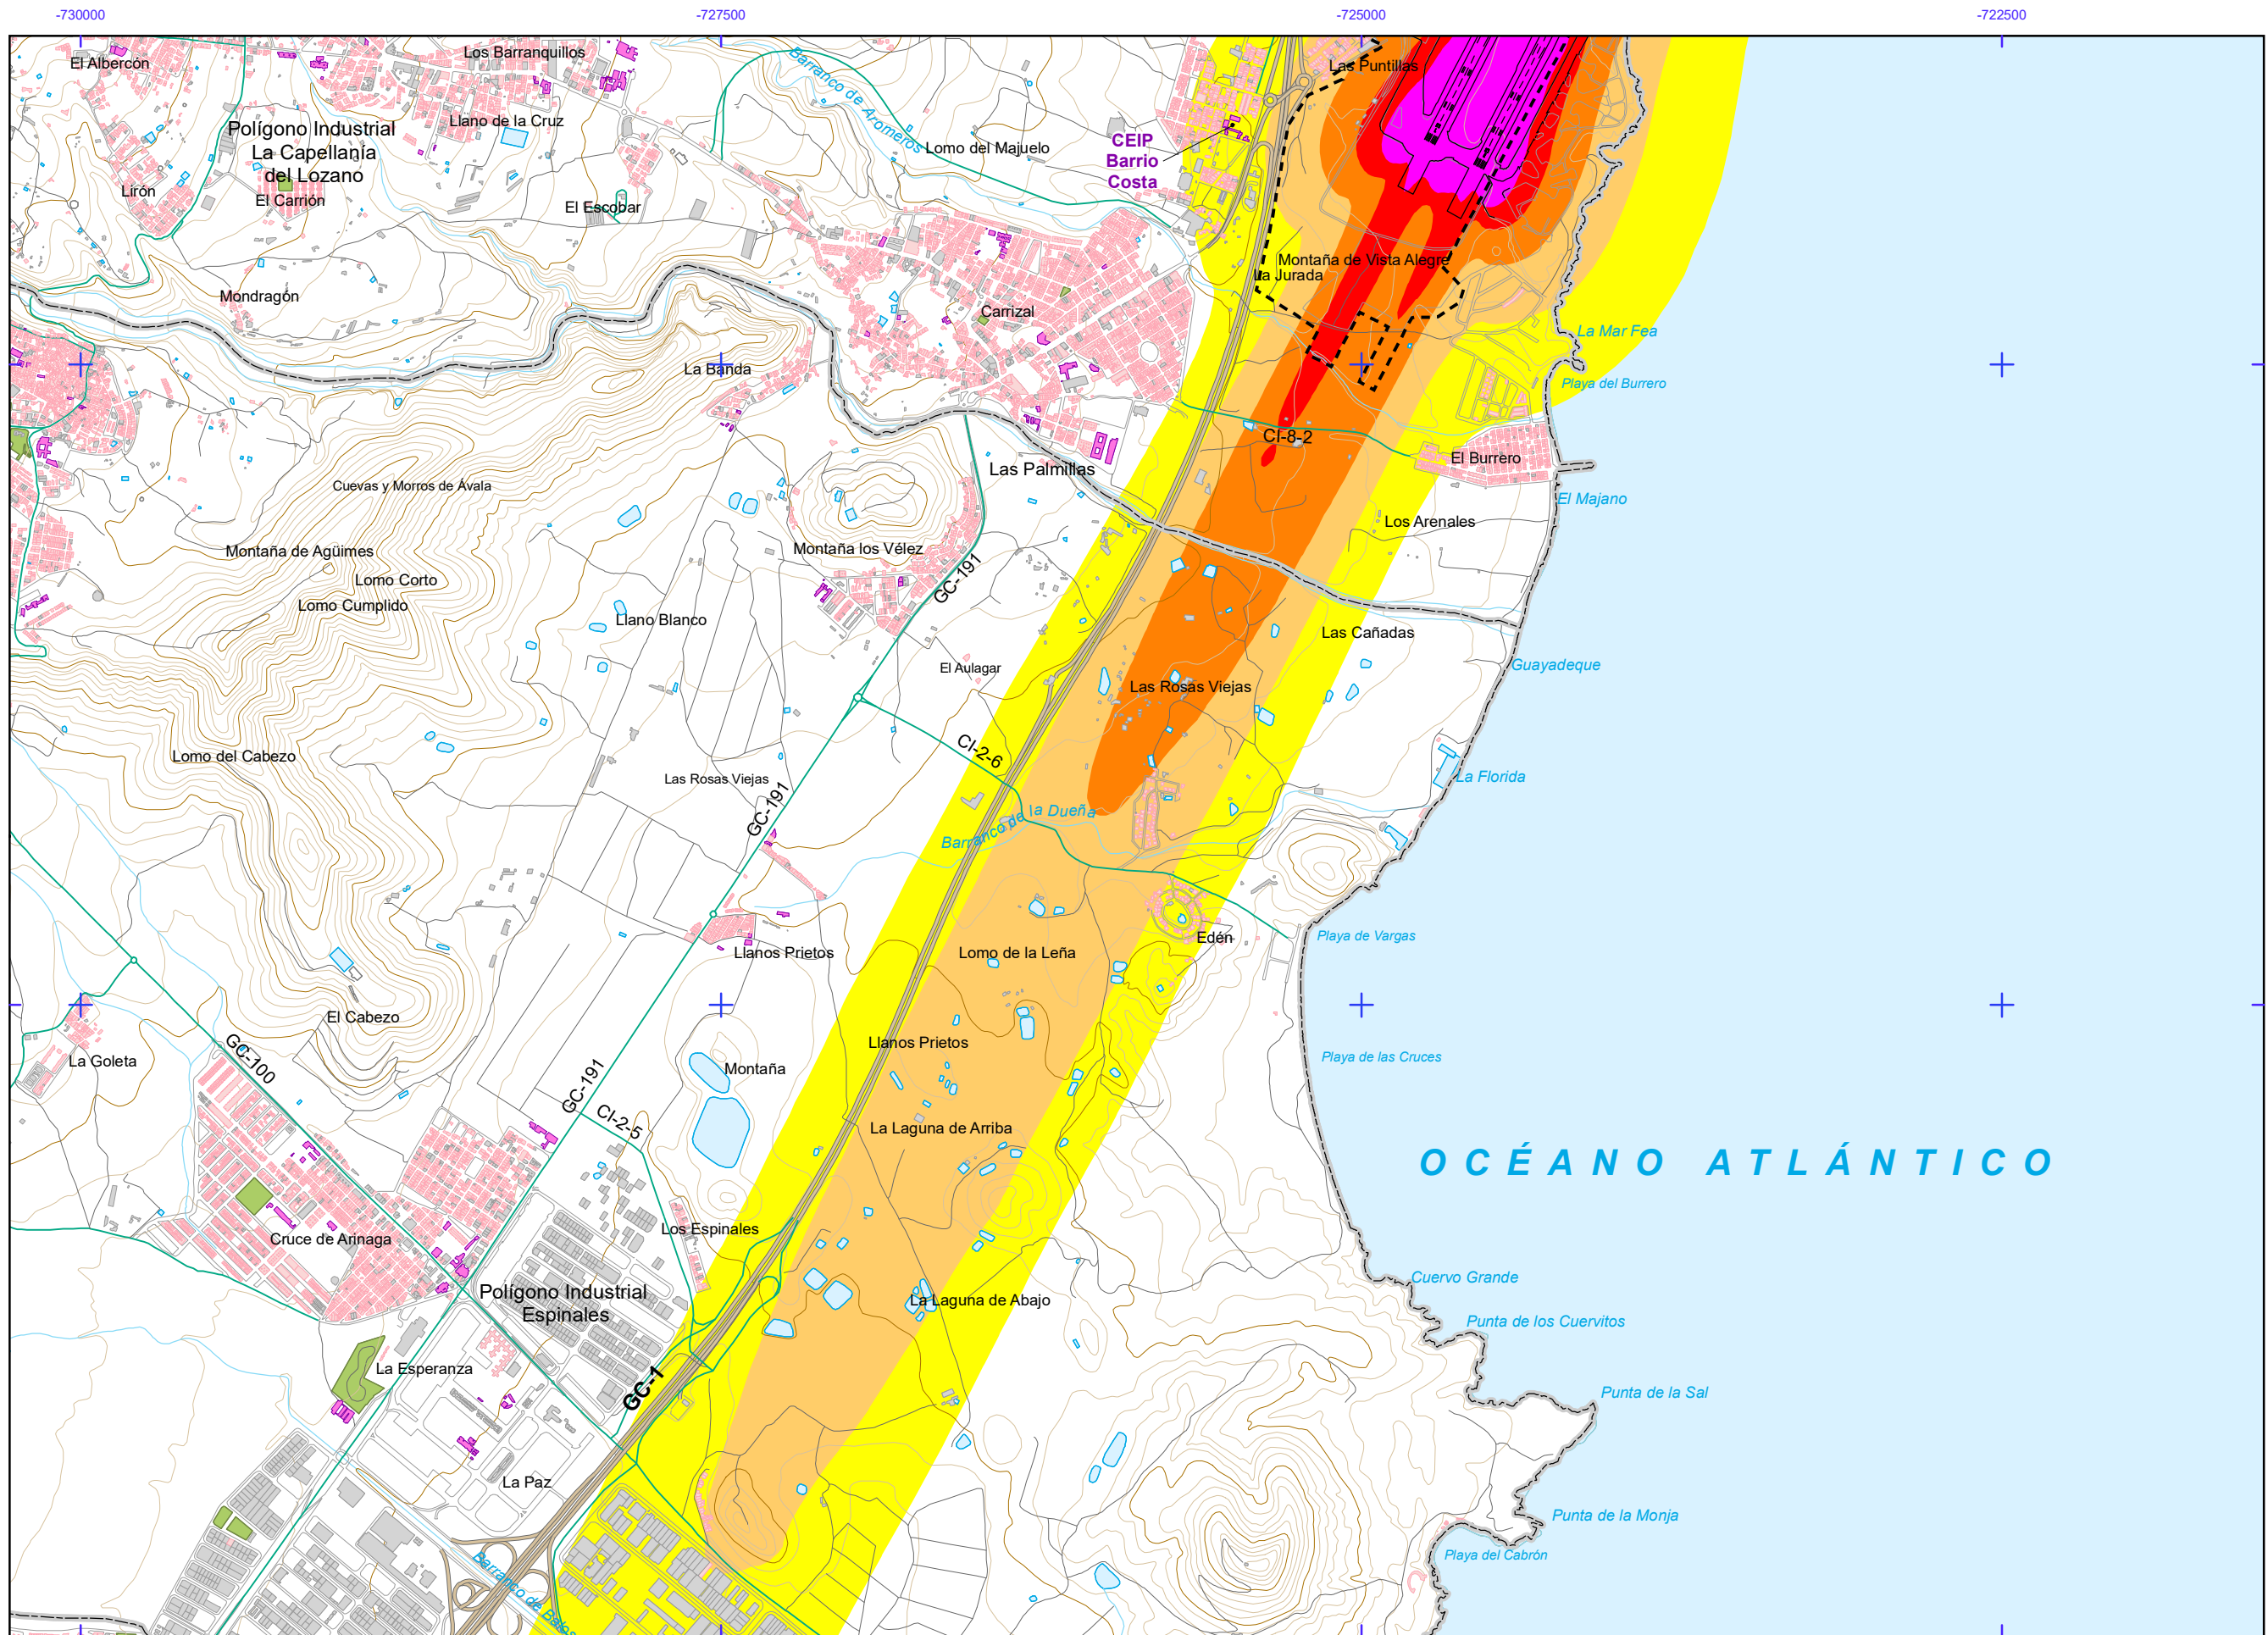 -730000
-727500
-725000
-722500
El Albercón
Los Barranquillos
Barranco de Aromeros
Las Puntillas
Polígono Industrial
La Capellanía
del Lozano
Llano de la Cruz
Lomo del Majuelo
CEIP
Barrio
Costa
Lirón
El Carrión
El Escobar
Montaña de Vista Alegre
La Jurada
Mondragón
Carrizal
La Mar Fea
La Banda
Playa del Burrero
CI-8-2
El Burrero
Las Palmillas
Cuevas y Morros de Ávala
El Majano
Los Arenales
Montaña de Agüimes
Montaña los Vélez
GC-191
Lomo Corto
Lomo Cumplido
Llano Blanco
Las Cañadas
El Aulagar
Guayadeque
Las Rosas Viejas
Lomo del Cabezo
CI-2-6
Las Rosas Viejas
La Florida
GC-191
Barranco de la Dueña
Edén
Playa de Vargas
Llanos Prietos
Lomo de la Leña
El Cabezo
Llanos Prietos
Playa de las Cruces
La Goleta
GC-100
Montaña
GC-191
CI-2-5
La Laguna de Arriba
OCÉANO ATLÁNTICO
Los Espinales
Cruce de Arinaga
Cuervo Grande
Polígono Industrial
Espinales
La Laguna de Abajo
Punta de los Cuervitos
La Esperanza
GC-1
Punta de la Sal
La Paz
Punta de la Monja
Playa del Cabrón
Barranco de Balos